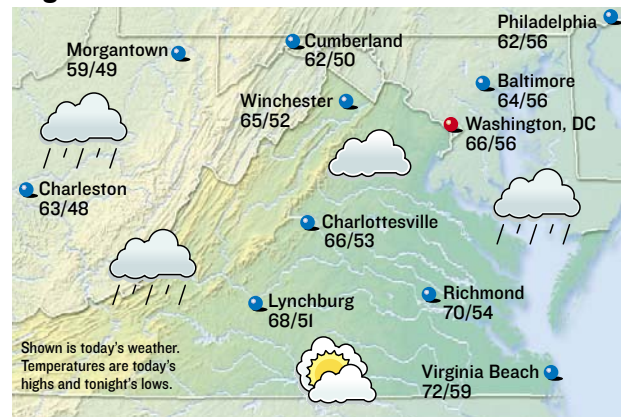 Philadelphia
62/56
Cumberland
62/50
Morgantown
59/49
Baltimore
64/56
Winchester
65/52
Washington, DC
66/56
Charleston
63/48
Charlottesville
66/53
Richmond
70/54
Lynchburg
68/51
Shown is today's weather.
Temperatures are today's
highs and tonight's lows.
Virginia Beach
72/59